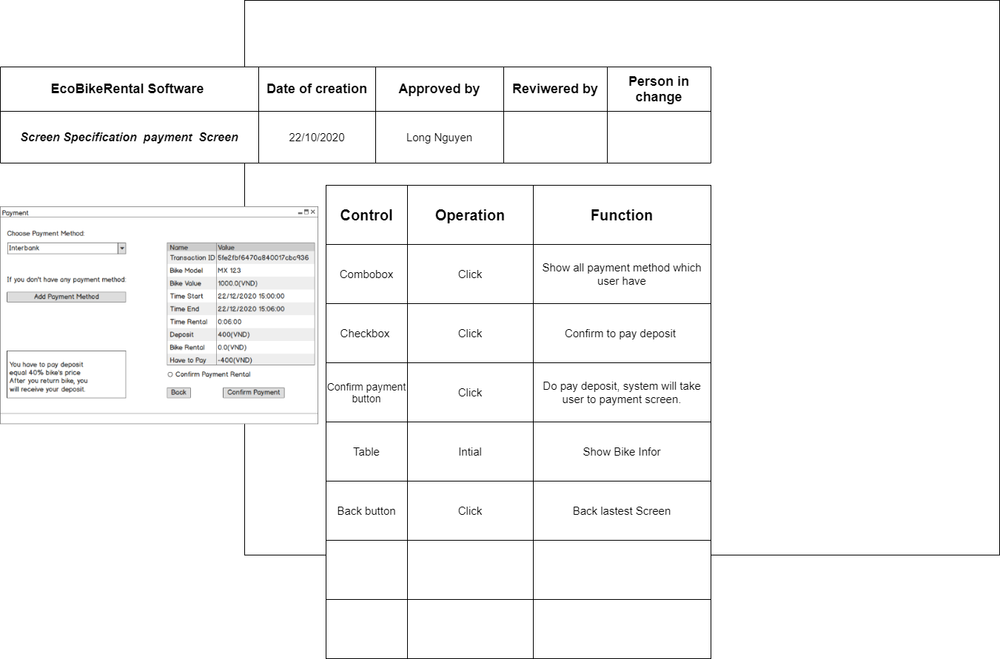 EcoBikeRental Software
Date of creation
Approved by
Reviwered by
Person in
change
Screen Specification  payment  Screen
22/10/2020
Long Nguyen
Payment
Choose Payment Method:
Interbank
If you don't have any payment method:
Add Payment Method
You have to pay deposit
equal 40% bike's price
After you return bike, you
will receive your deposit.
Name Value
Transaction ID 5fe2fbf6470a840017cbc936
Bike Model MX 123
Bike Value 1000.0(VND)
Time Start 22/12/2020 15:00:00
Time End 22/12/2020 15:06:00
Time Rental 0:06:00
Deposit 400(VND)
Bike Rental 0.0(VND)
Have to Pay -400(VND)
Confirm Payment Rental
Back
Confirm Payment
Control
Operation
Function
Combobox
Click
Show all payment method which
user have
Checkbox
Click
Confirm to pay deposit
Confirm payment
button
Click
Do pay deposit, system will take
user to payment screen.
Table
Intial
Show Bike Infor
Back button
Click
Back lastest Screen